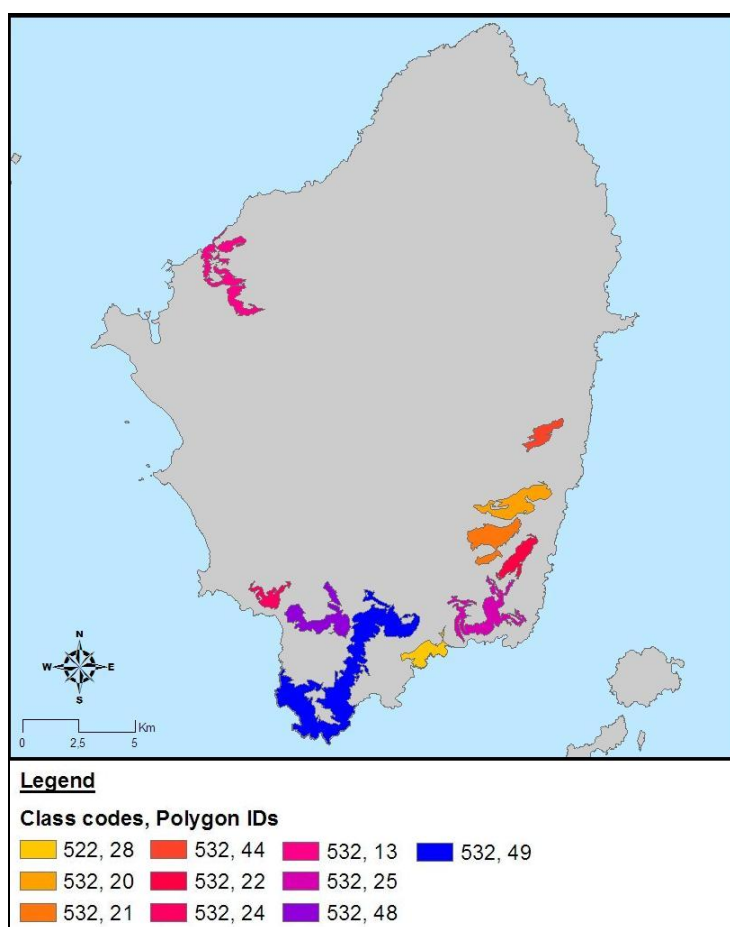 N
W E
S
Km
0 2,5 5
Legend
Class codes, Polygon IDs
522, 28 532, 44 532, 13 532, 49
532, 20 532, 22 532, 25
532, 21 532, 24 532, 48